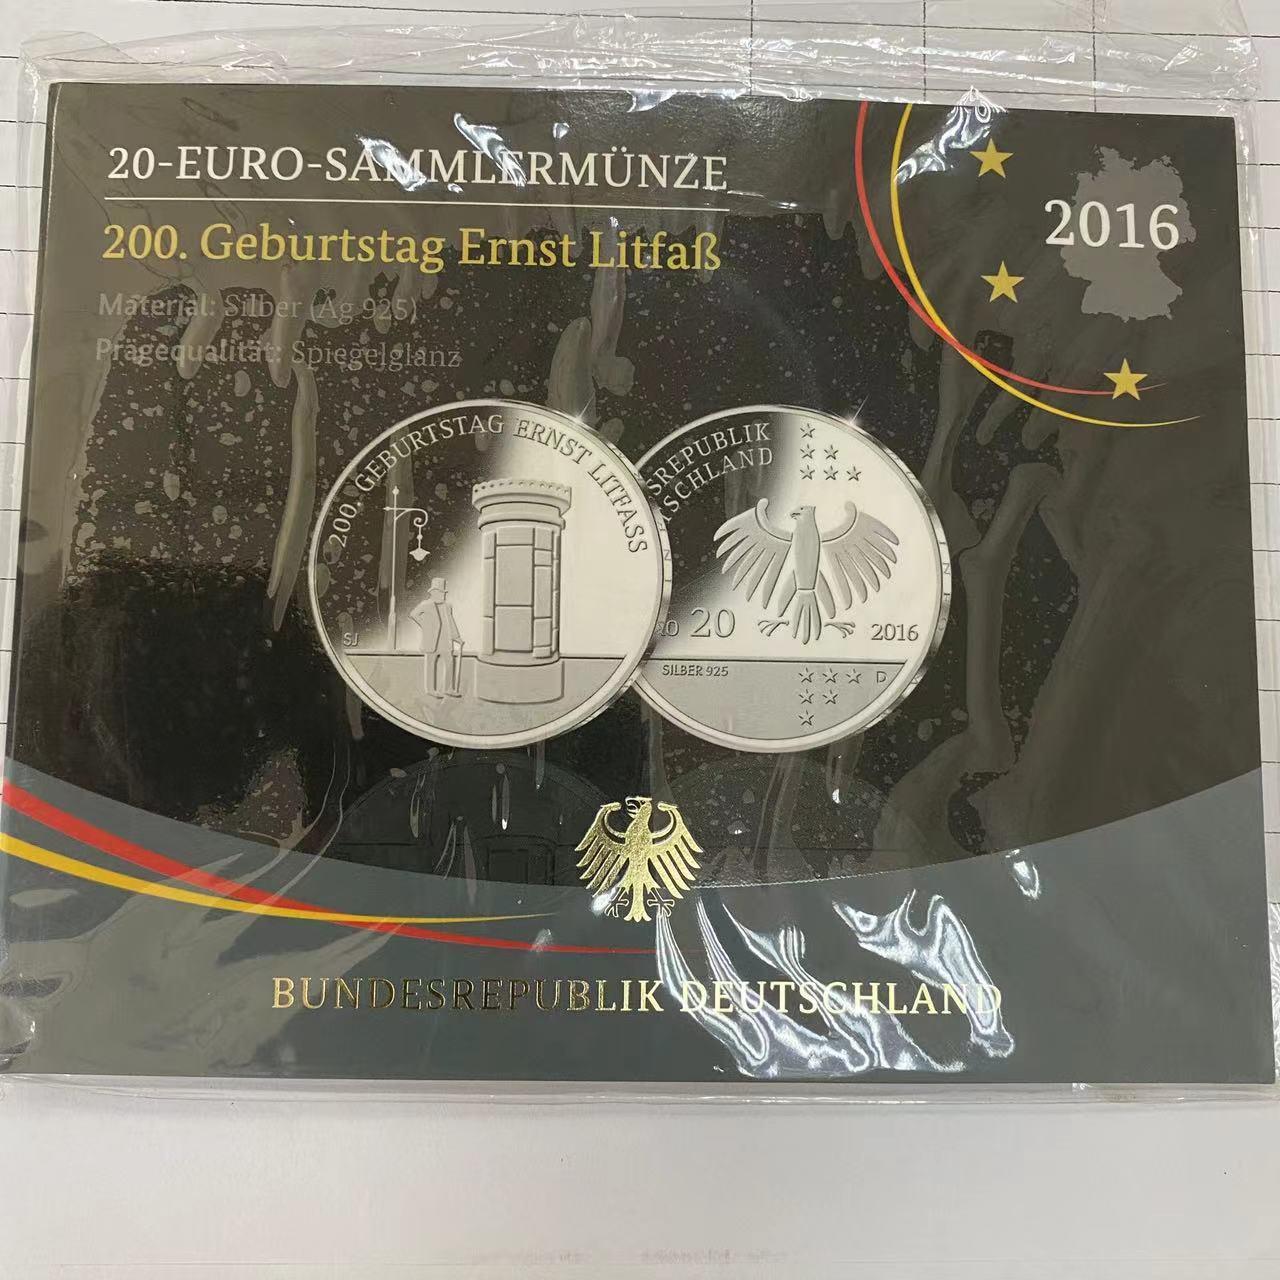 20-EURO-SAMMLERMÜNZE
2016
200. Geburtstag Ernst Litfaß
Material: Silber (Ag 925)
Prägequalität: Spiegelglanz
200. GEBURTSTAG ERNST LITFASS
SJ
SREPUBLIK
SCHLAND
20
2016
SILBER 925
D
BUNDESREPUBLIK DEUTSCHLAND